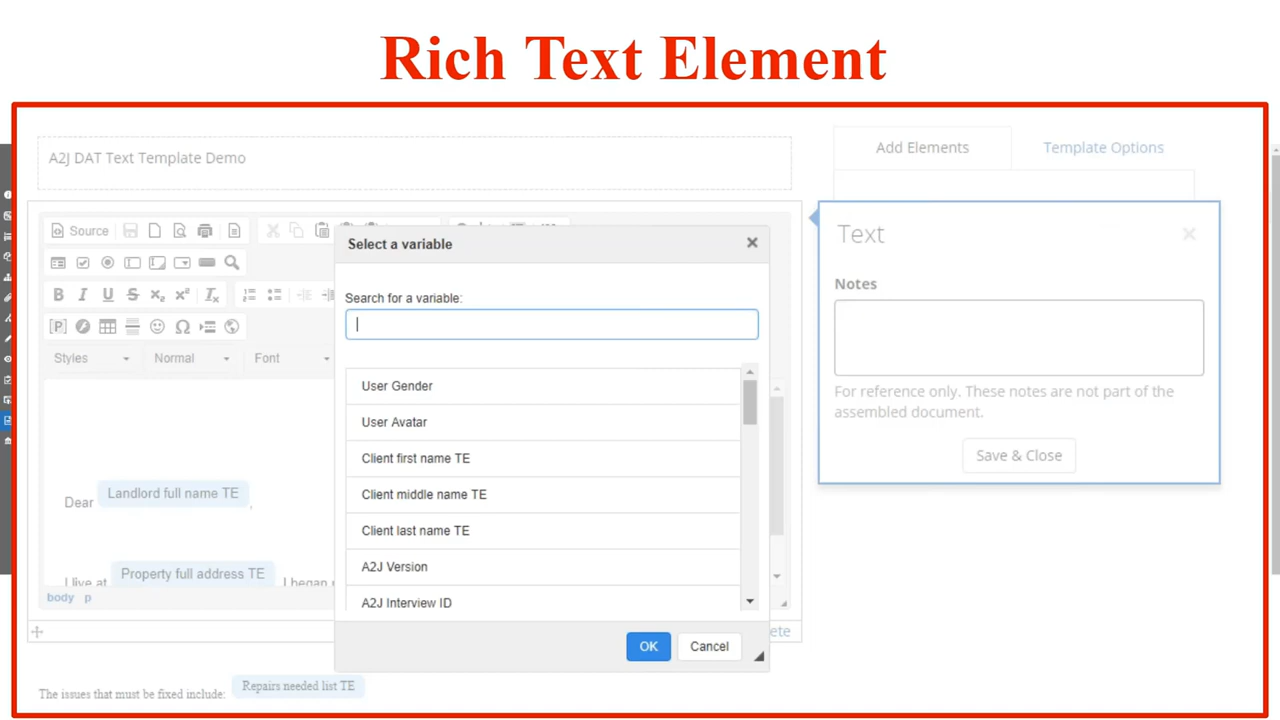 Rich Text Element
A2J DAT Text Template Demo
Add Elements
Template Options
Source
Select a variable
Text
Search for a variable:
Notes
Styles
Normal
Font
User Gender
User Avatar
For reference only. These notes are not part of the
assembled document.
Client first name TE
Save & Close
Client middle name TE
Dear Landlord full name TE ,
Client last name TE
A2J Version
I live at Property full address TE I began
body p
A2J Interview ID
OK
Cancel
The issues that must be fixed include: Repairs needed list TE